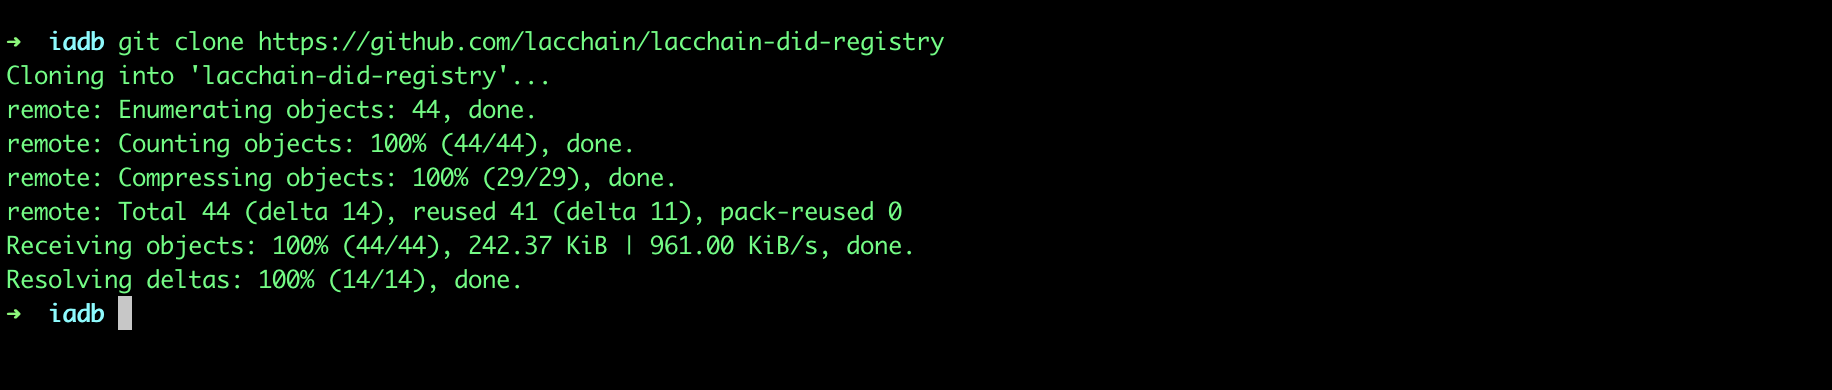 ➜  iadb git clone https://github.com/lacchain/lacchain-did-registry
Cloning into 'lacchain-did-registry'...
remote: Enumerating objects: 44, done.
remote: Counting objects: 100% (44/44), done.
remote: Compressing objects: 100% (29/29), done.
remote: Total 44 (delta 14), reused 41 (delta 11), pack-reused 0
Receiving objects: 100% (44/44), 242.37 KiB | 961.00 KiB/s, done.
Resolving deltas: 100% (14/14), done.
➜  iadb